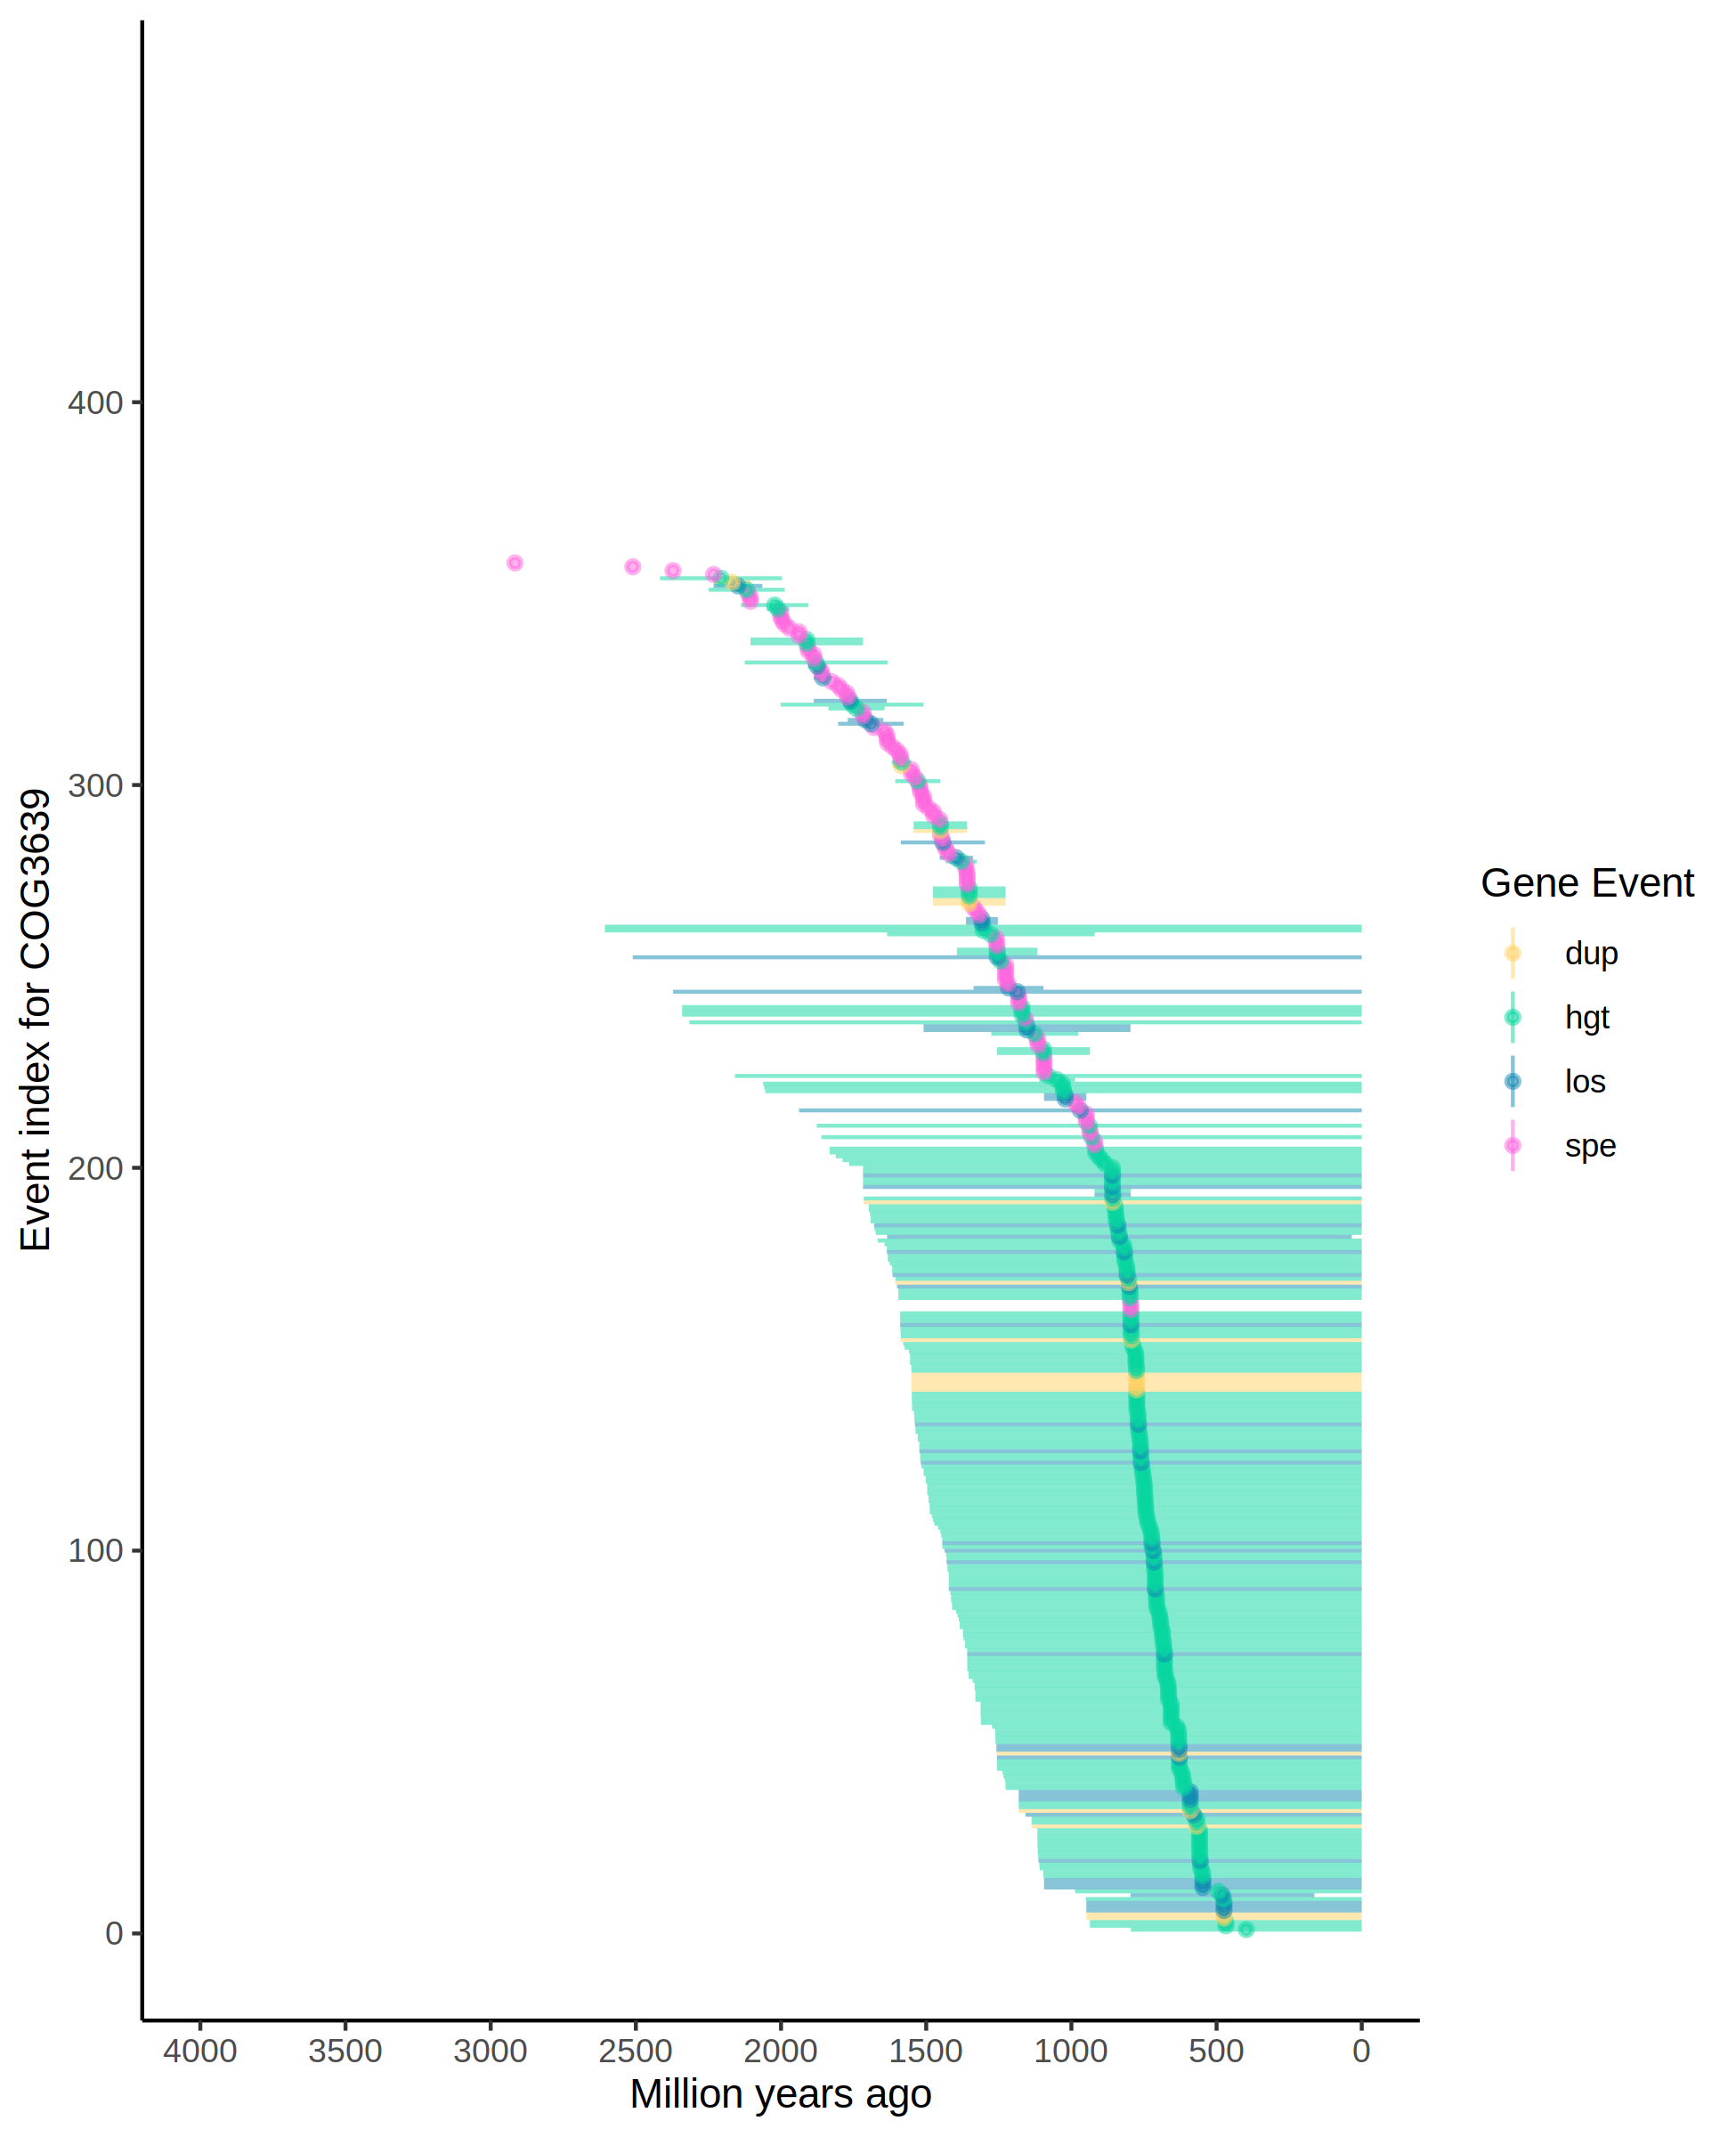 Event index for COG3639
400
300
200
100
0
4000 3500 3000 2500 2000 1500 1000 500 0
Million years ago
Gene Event
dup
hgt
los
spe